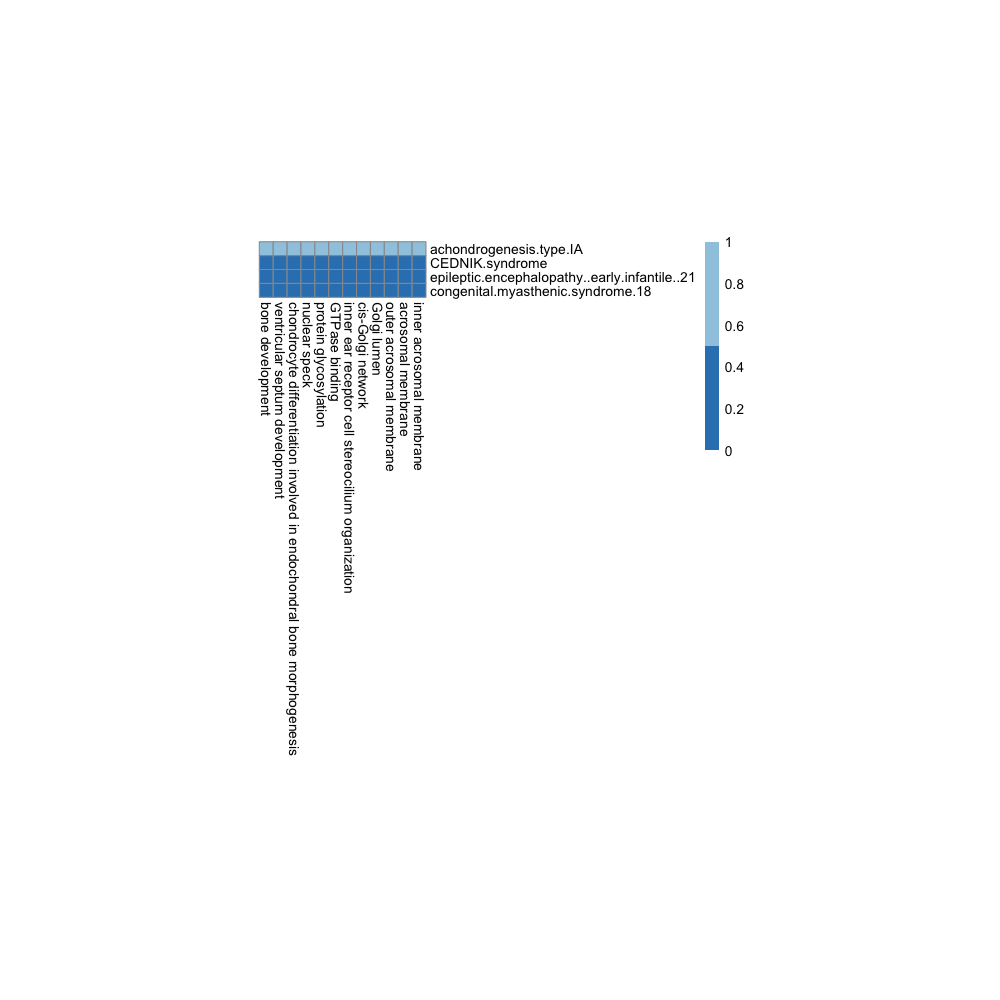 achondrogenesis.type.IA
CEDNIK.syndrome
epileptic.encephalopathy..early.infantile..21
congenital.myasthenic.syndrome.18
1
0.8
0.6
0.4
0.2
0
bone development
ventricular septum development
chondrocyte differentiation involved in endochondral bone morphogenesis
nuclear speck
protein glycosylation
GTPase binding
inner ear receptor cell stereocilium organization
cis-Golgi network
Golgi lumen
outer acrosomal membrane
acrosomal membrane
inner acrosomal membrane